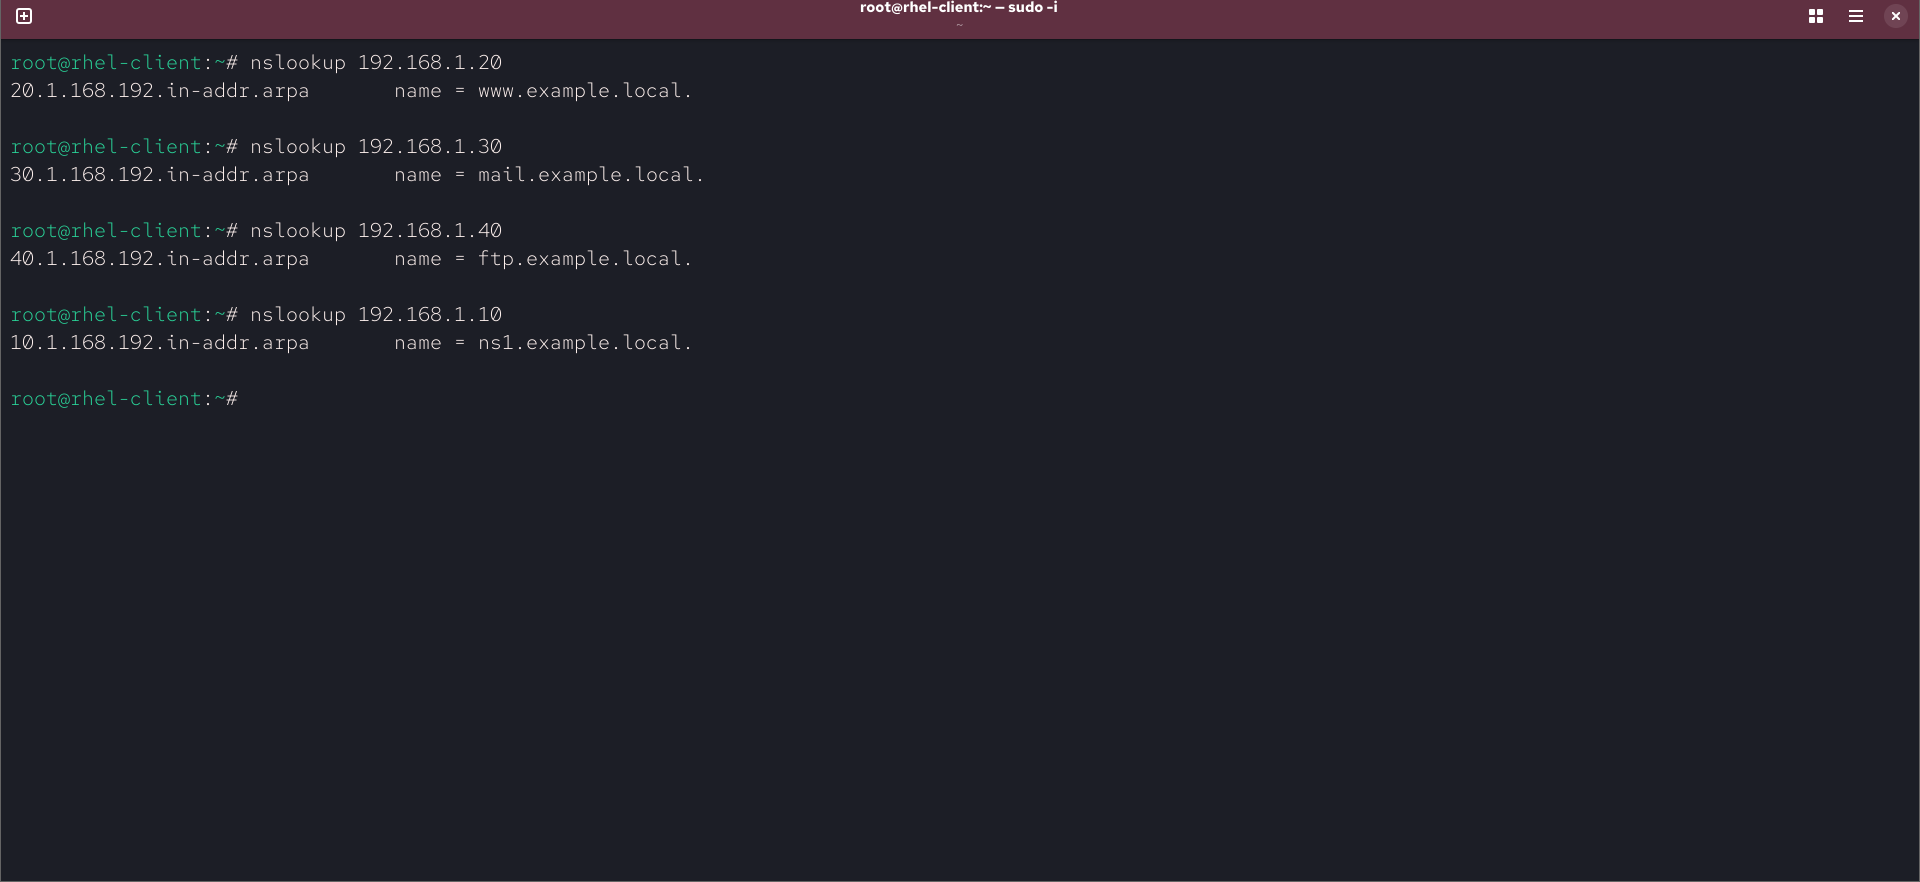 root@rhel-client:~ — sudo -i
~
root@rhel-client:~# nslookup 192.168.1.20
20.1.168.192.in-addr.arpa       name = www.example.local.
root@rhel-client:~# nslookup 192.168.1.30
30.1.168.192.in-addr.arpa       name = mail.example.local.
root@rhel-client:~# nslookup 192.168.1.40
40.1.168.192.in-addr.arpa       name = ftp.example.local.
root@rhel-client:~# nslookup 192.168.1.10
10.1.168.192.in-addr.arpa       name = ns1.example.local.
root@rhel-client:~#